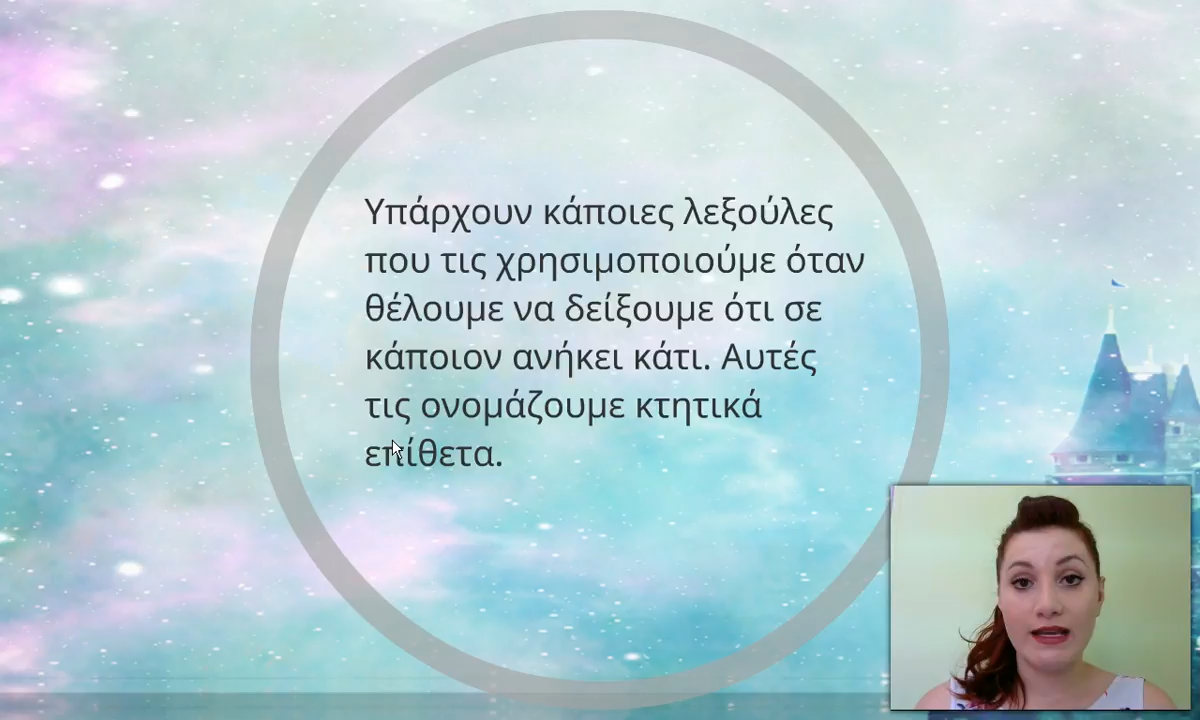 Υπάρχουν κάποιες λεξούλες
που τις χρησιμοποιούμε όταν
θέλουμε να δείξουμε ότι σε
κάποιον ανήκει κάτι. Αυτές
τις ονομάζουμε κτητικά
επίθετα.